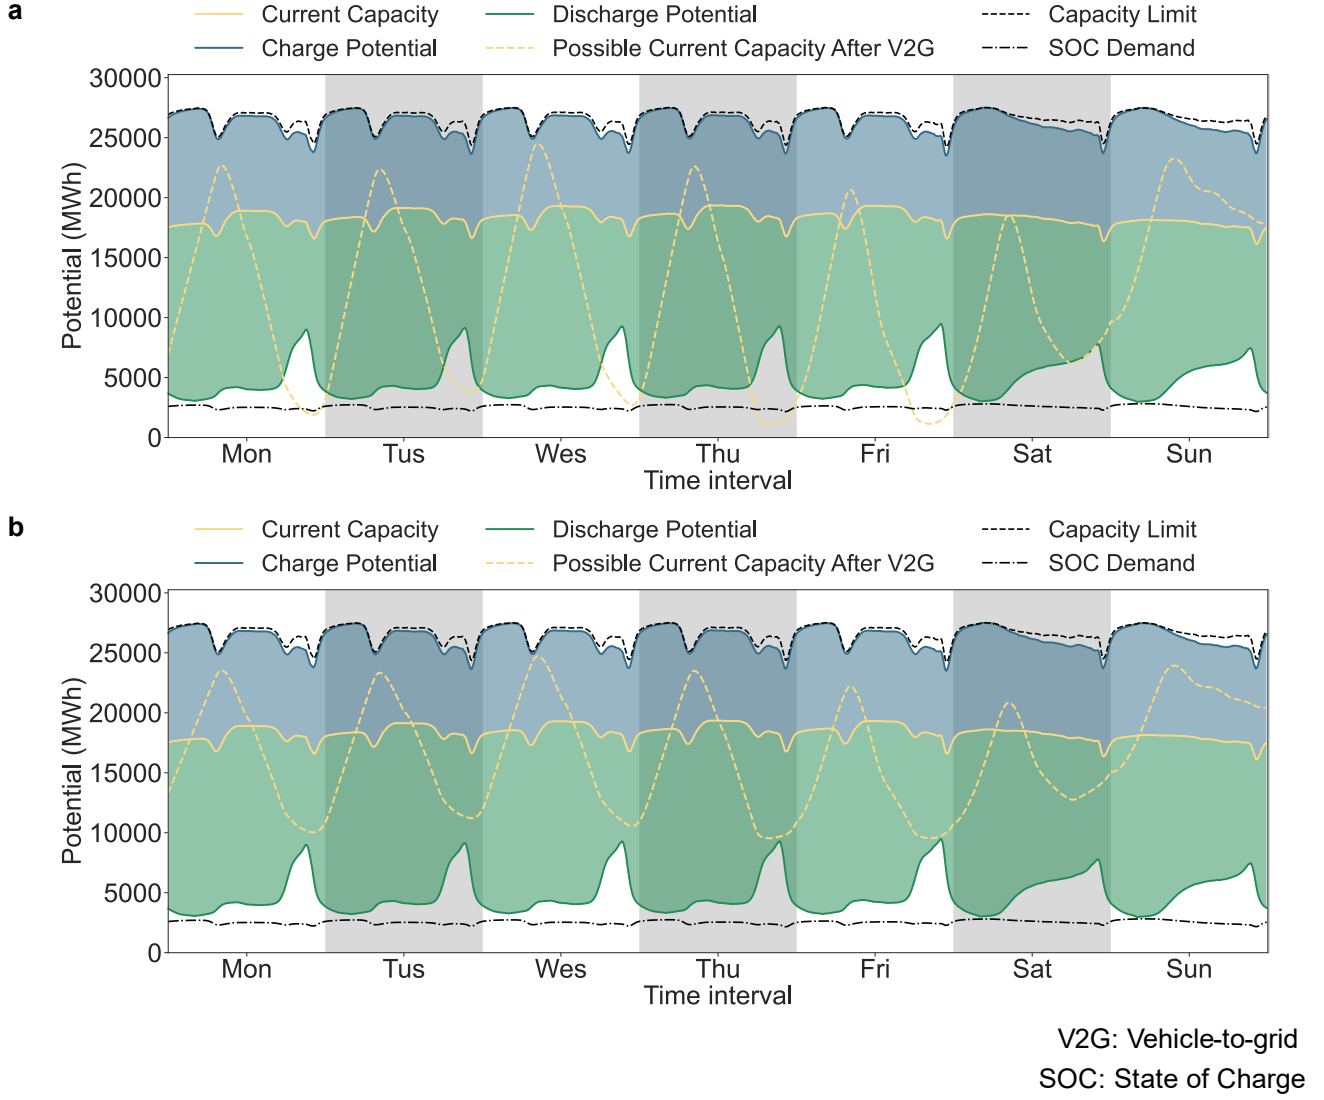 a
Current Capacity Discharge Potential Capacity Limit
Charge Potential Possible Current Capacity After V2G SOC Demand
30000
25000
20000
15000
10000
5000
0
Potential (MWh)
Mon Tus Wes Thu Fri Sat Sun
Time interval
b
Current Capacity Discharge Potential Capacity Limit
Charge Potential Possible Current Capacity After V2G SOC Demand
30000
25000
20000
15000
10000
5000
0
Potential (MWh)
Mon Tus Wes Thu Fri Sat Sun
Time interval
V2G: Vehicle-to-grid
SOC: State of Charge